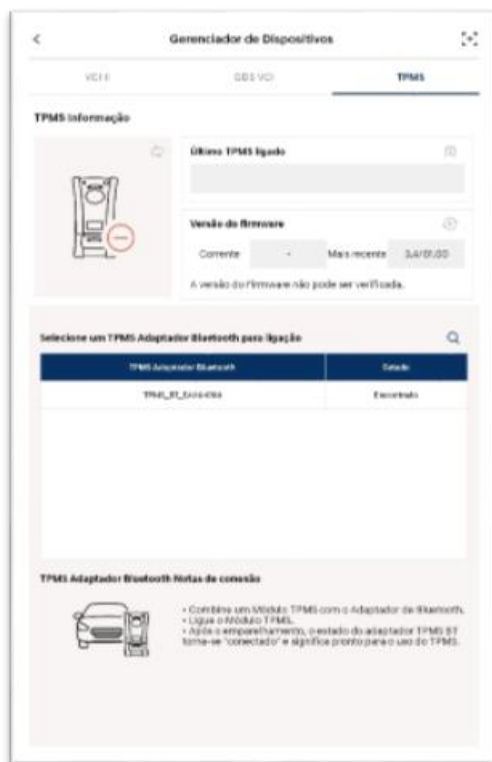 Gerenciador de Dispositivos
VCI II
GDS VCI
TPMS
TPMS Informação
Último TPMS ligado
Versão do firmware
Corrente - Mais recente
A versão do Firmware não pode ser verificada.
Selecione um TPMS Adaptador Bluetooth para ligação
TPMS Adaptador Bluetooth Estado
Encontrado
TPMS Adaptador Bluetooth Notas de conexão
• Combine um Módulo TPMS com o Adaptador de Bluetooth.
• Ligue o Módulo TPMS.
• Após o emparelhamento, o estado do adaptador TPMS BT
torna-se "conectado" e significa pronto para o uso do TPMS.